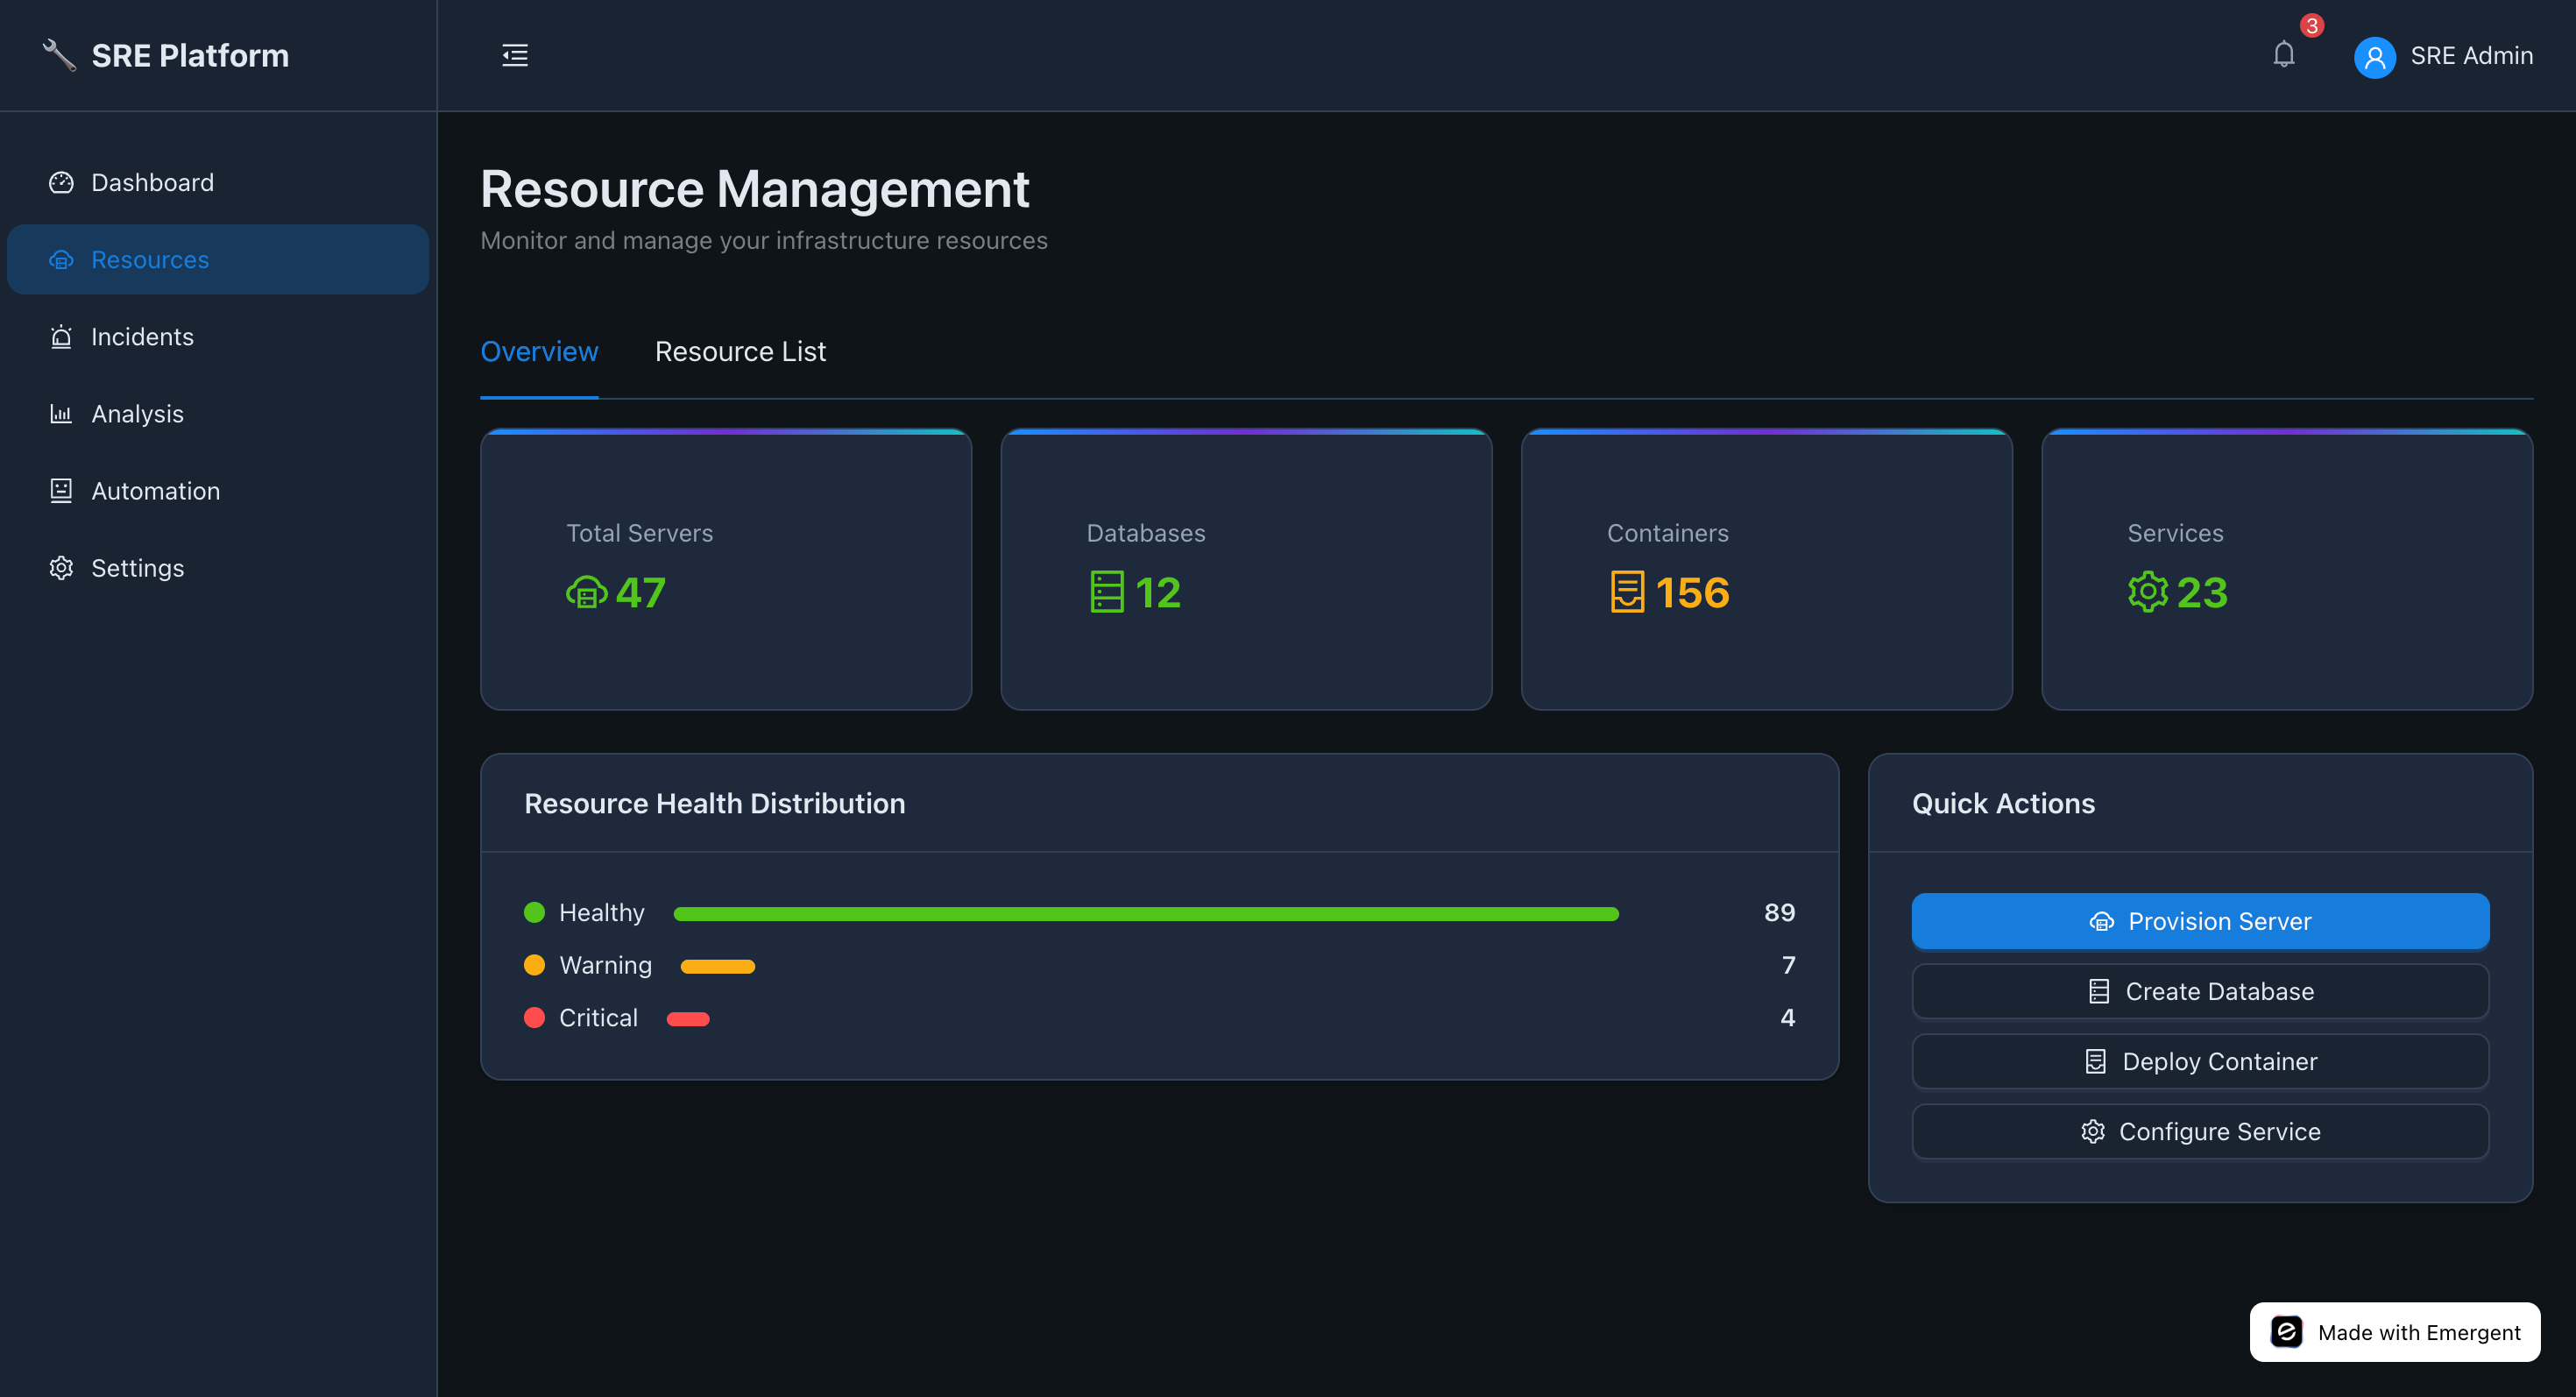 SRE Platform
3
SRE Admin
Dashboard
Resources
Incidents
Analysis
Automation
Settings
Resource Management
Monitor and manage your infrastructure resources
Overview
Resource List
Total Servers
47
Databases
12
Containers
156
Services
23
Resource Health Distribution
Healthy 89
Warning 7
Critical 4
Quick Actions
Provision Server
Create Database
Deploy Container
Configure Service
Made with Emergent